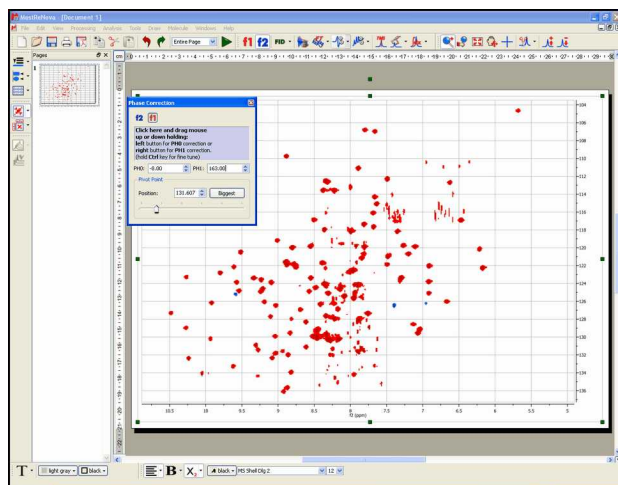 MestReNova [Document 1]
File Edit View Processing Analysis Tools Draw Molecule Windows Help
Entire Page f1 f2 FID
Pages
cm
1
Phase Correction
f2 f1
Click here and drag mouse
up or down holding:
left button for PH0 correction or
right button for PH1 correction.
(hold Ctrl key for fine tune)
PH0: -0.00 PH1: 163.00
Pivot Point
Position: 131.607 Biggest
104
106
108
110
112
114
116
118
120
122
124
126
128
130
132
134
136
10.5 10 9.5 9 8.5 8 7.5 7 6.5 6 5.5 5
f2 (ppm)
T light gray black B X2 A black MS Shell Dlg 2 12